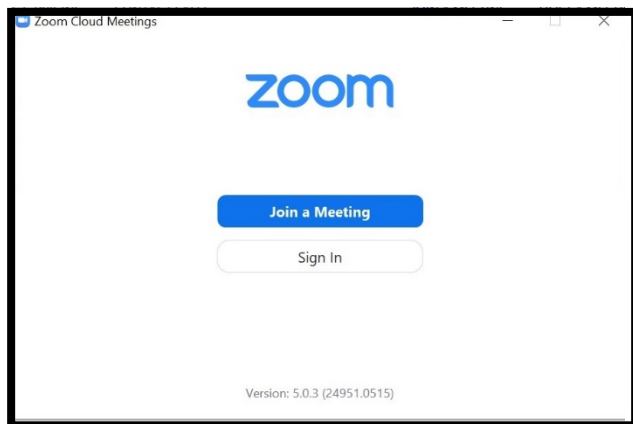 Zoom Cloud Meetings
zoom
Join a Meeting
Sign In
Version: 5.0.3 (24951.0515)